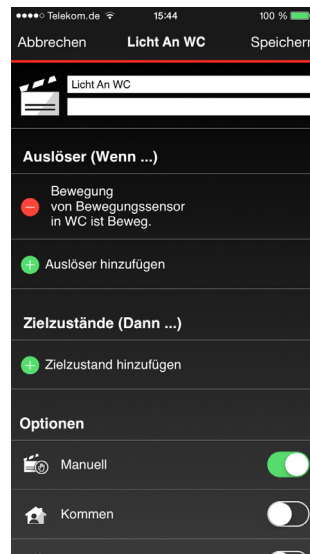 Telekom.de 15:44 100 %
Abbrechen Licht An WC Speichern
Licht An WC
Auslöser (Wenn ...)
Bewegung
von Bewegungssensor
in WC ist Beweg.
Auslöser hinzufügen
Zielzustände (Dann ...)
Zielzustand hinzufügen
Optionen
Manuell
Kommen